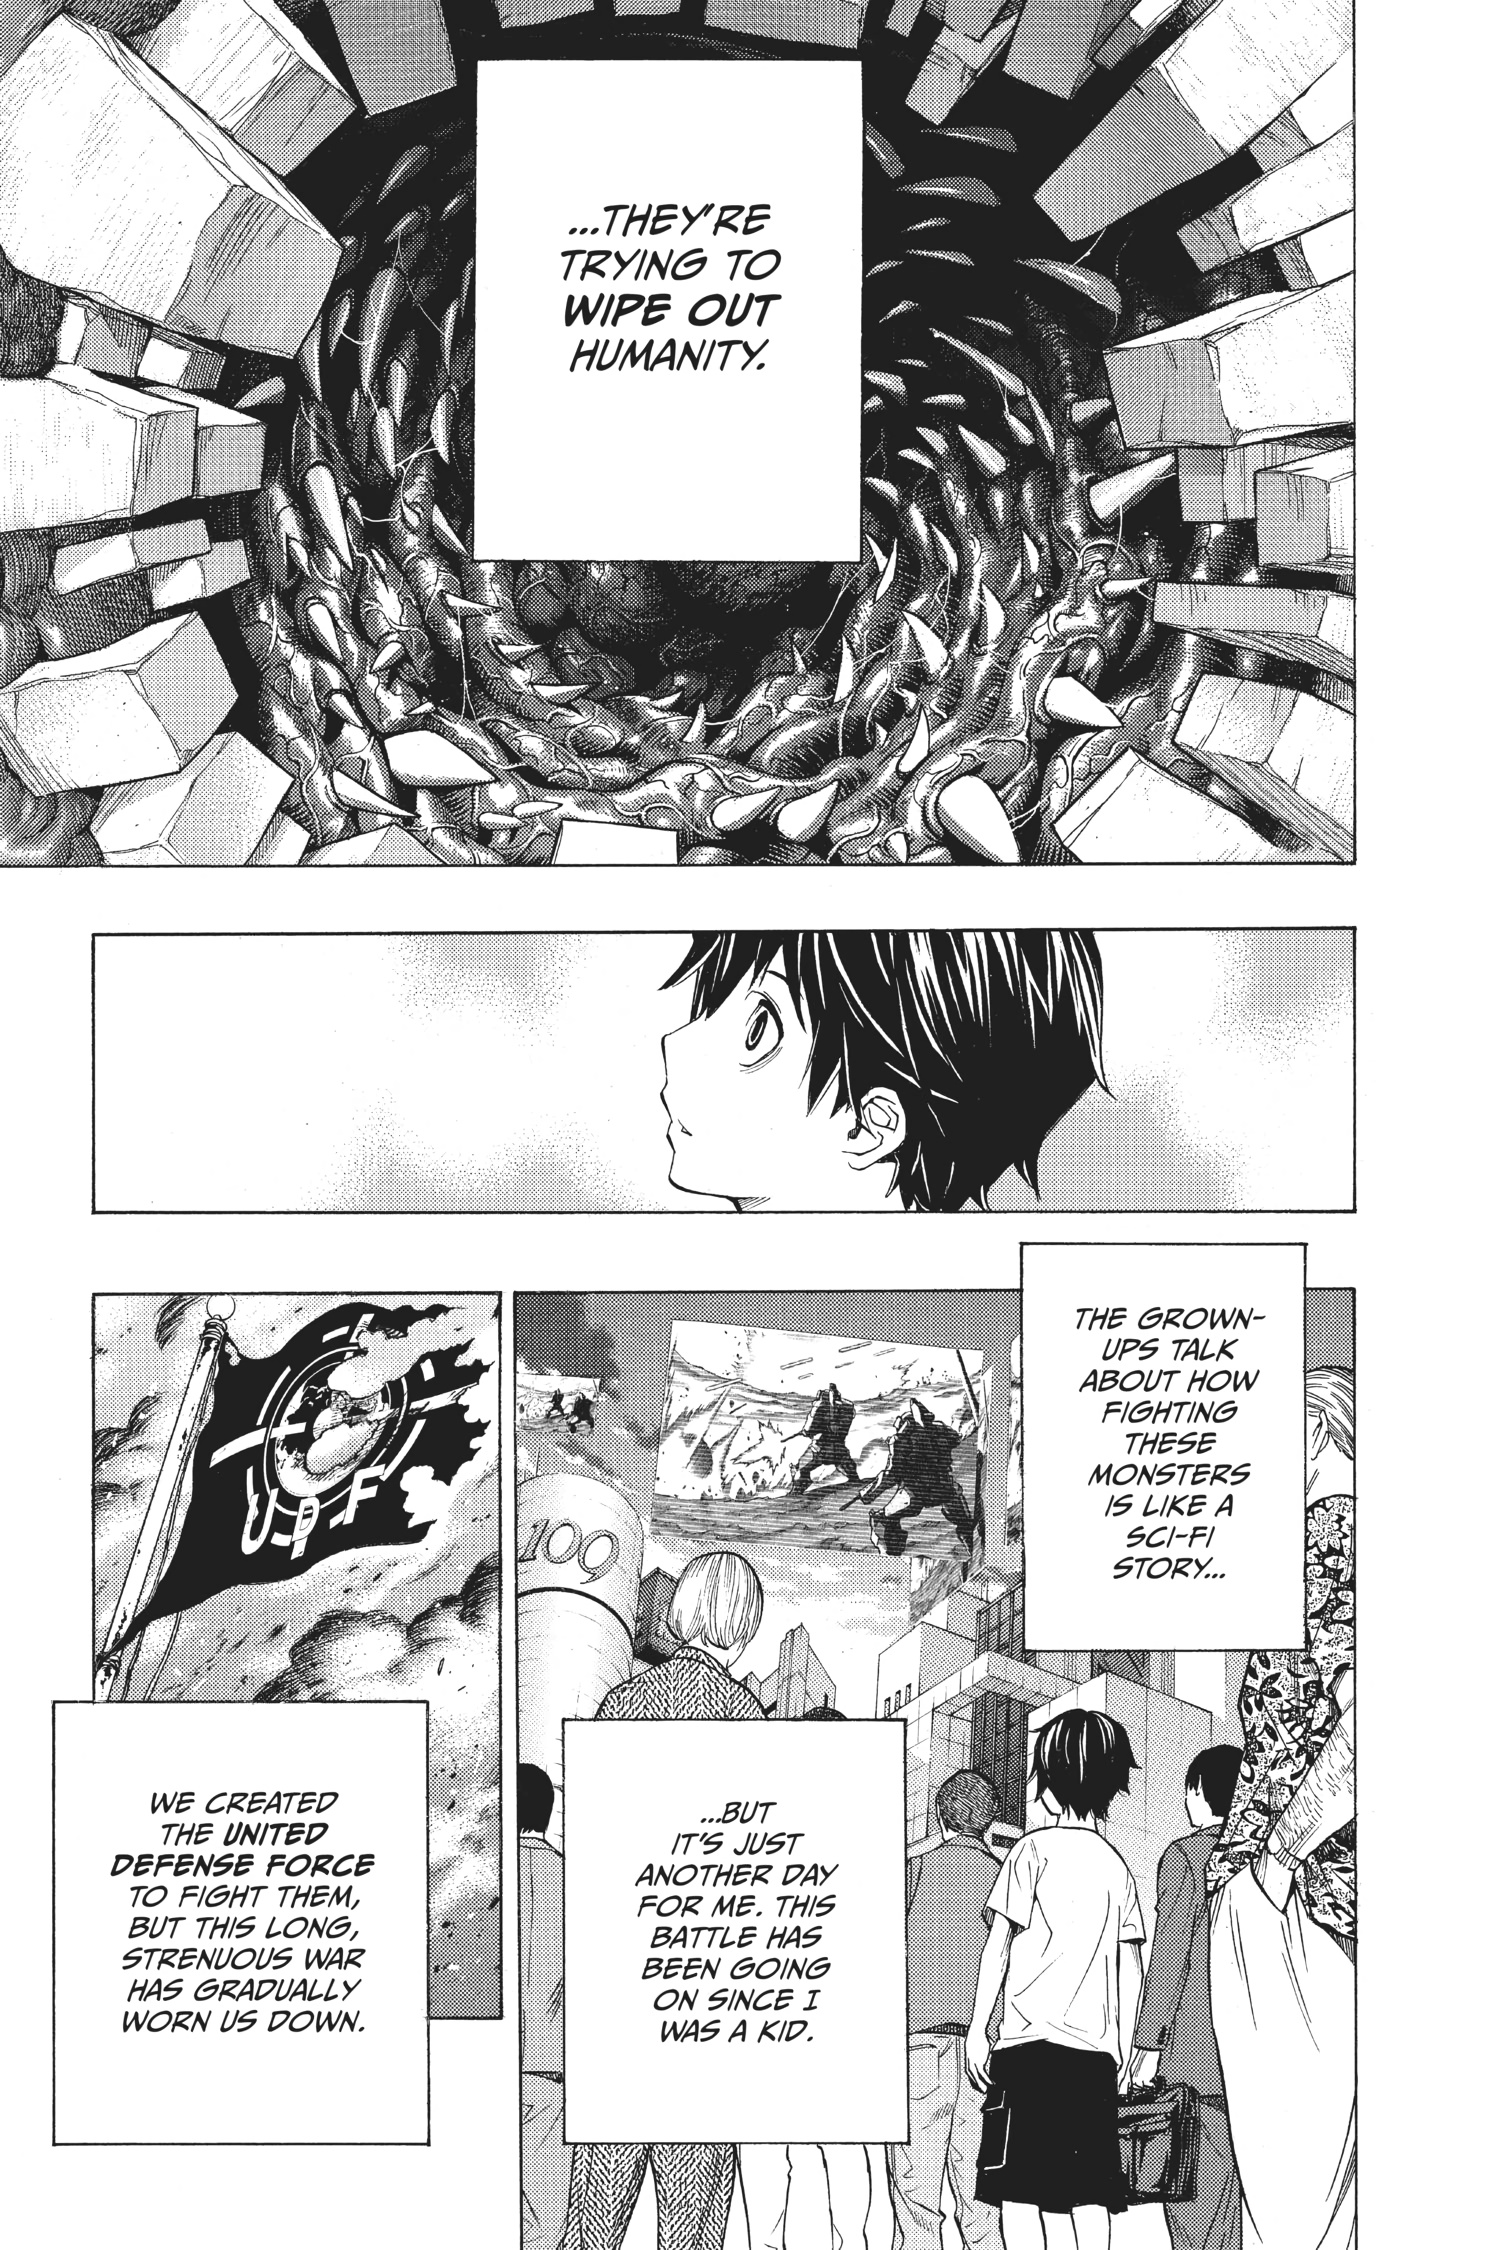 ...THEY'RE
TRYING TO
WIPE OUT
HUMANITY.
THE GROWN-
UPS TALK
ABOUT HOW
FIGHTING
THESE
MONSTERS
IS LIKE A
SCI-FI
STORY...
109
...BUT
IT'S JUST
ANOTHER DAY
FOR ME. THIS
BATTLE HAS
BEEN GOING
ON SINCE I
WAS A KID.
UDF
WE CREATED
THE UNITED
DEFENSE FORCE
TO FIGHT THEM,
BUT THIS LONG,
STRENUOUS WAR
HAS GRADUALLY
WORN US DOWN.